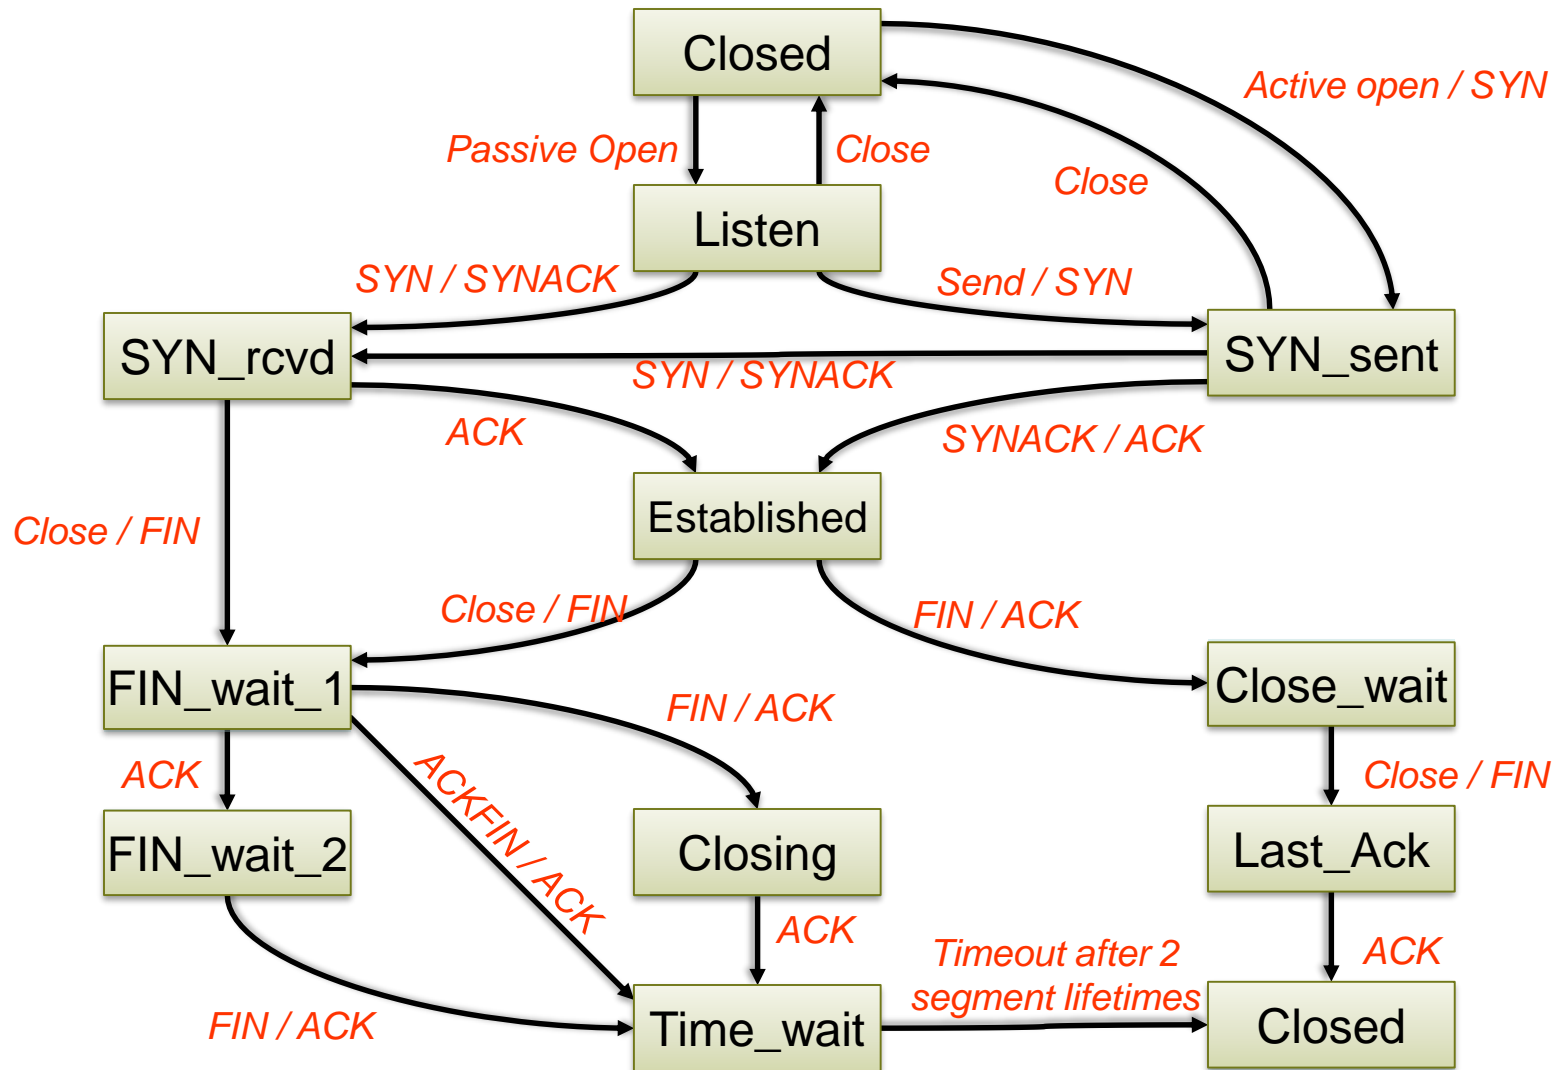 Closed
Active open / SYN
Passive Open
Close
Close
Listen
SYN / SYNACK
Send / SYN
SYN_rcvd
SYN_sent
SYN / SYNACK
ACK
SYNACK / ACK
Established
Close / FIN
Close / FIN
FIN / ACK
FIN_wait_1
Close_wait
FIN / ACK
ACK
ACKFIN / ACK
Close / FIN
FIN_wait_2
Closing
Last_Ack
ACK
Timeout after 2
segment lifetimes
ACK
FIN / ACK
Time_wait
Closed